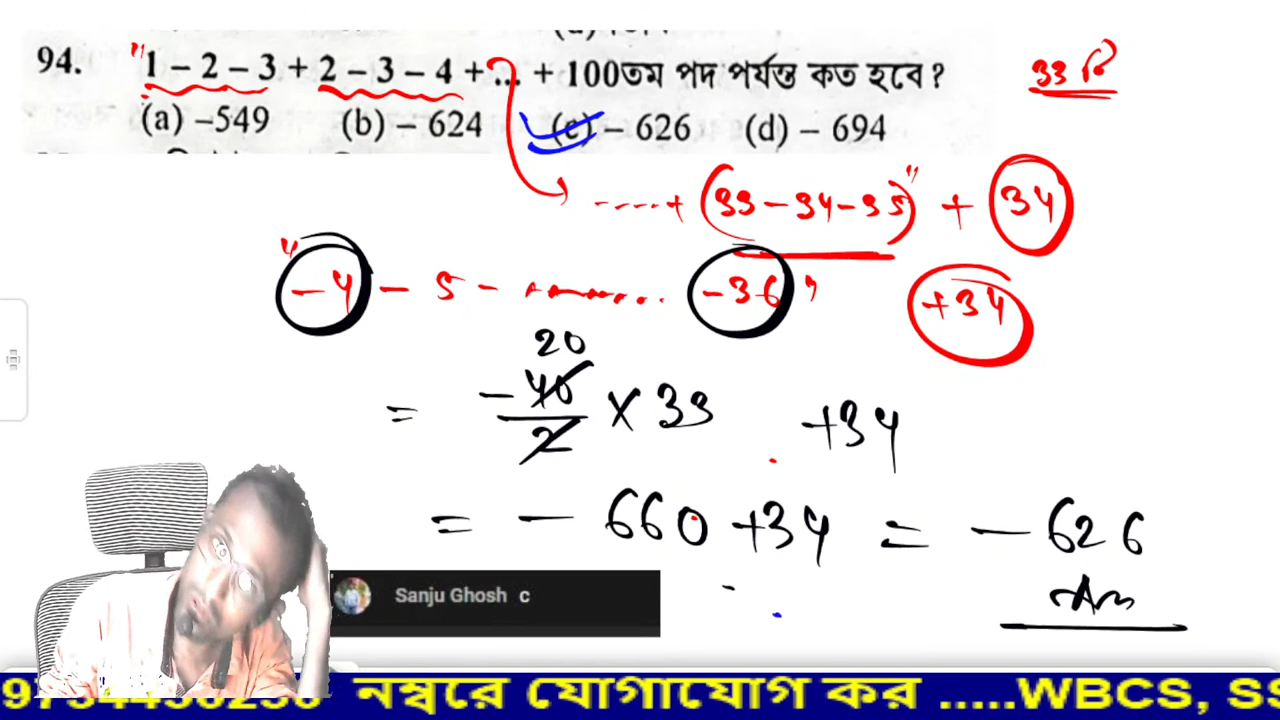 94. 1 – 2 – 3 + 2 – 3 – 4 + ... + 100তম পদ পর্যন্ত কত হবে?
(a) –549 (b) – 624 (c) – 626 (d) – 694
33 টি
.....+ (33 – 34 – 35) + 34
" –4 – 5 – ........ –36 " +34
20
= –40/2 × 33 +34
= – 660 +34 = – 626
Ans
Sanju Ghosh c
নম্বরে যোগাযোগ কর .....WBCS, SS